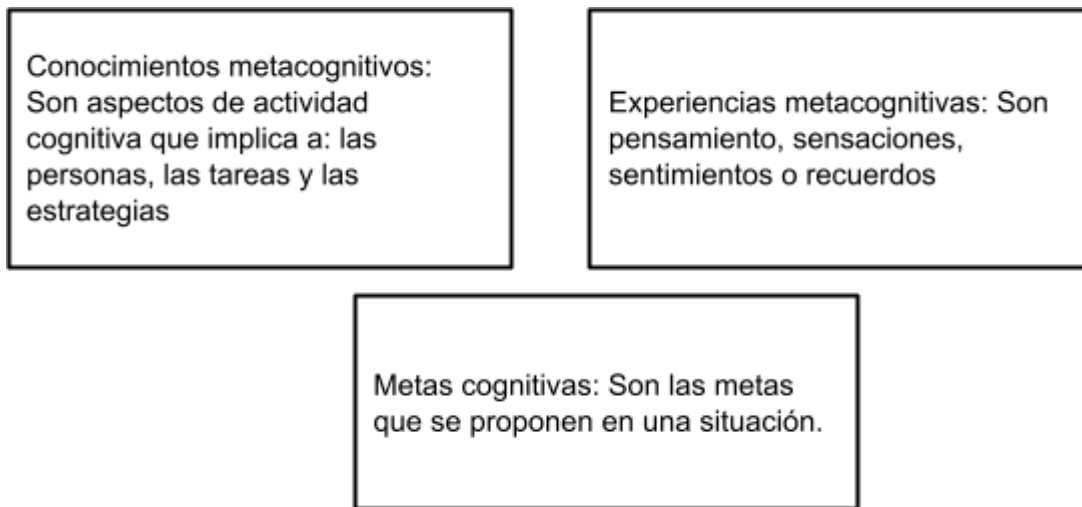 Conocimientos metacognitivos:
Son aspectos de actividad
cognitiva que implica a: las
personas, las tareas y las
estrategias
Experiencias metacognitivas: Son
pensamiento, sensaciones,
sentimientos o recuerdos
Metas cognitivas: Son las metas
que se proponen en una situación.